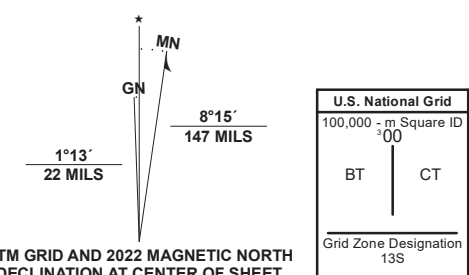 ★
MN
GN
1°13´
22 MILS
8°15´
147 MILS
TM GRID AND 2022 MAGNETIC NORTH
DECLINATION AT CENTER OF SHEET
U.S. National Grid
100,000 - m Square ID
³00
BT
CT
Grid Zone Designation
13S